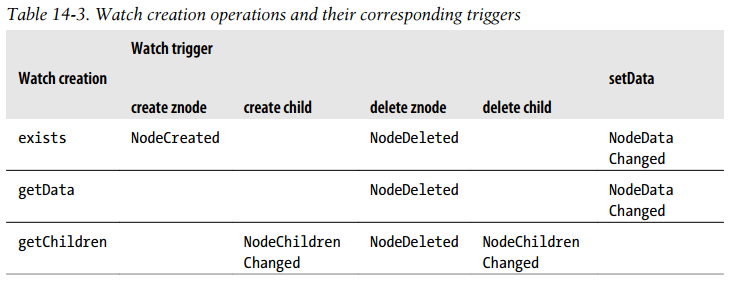 Table 14-3. Watch creation operations and their corresponding triggers
Watch trigger
Watch creation setData
create znode create child delete znode delete child
exists NodeCreated NodeDeleted NodeData
Changed
getData NodeDeleted NodeData
Changed
getChildren NodeChildren NodeDeleted NodeChildren
Changed Changed